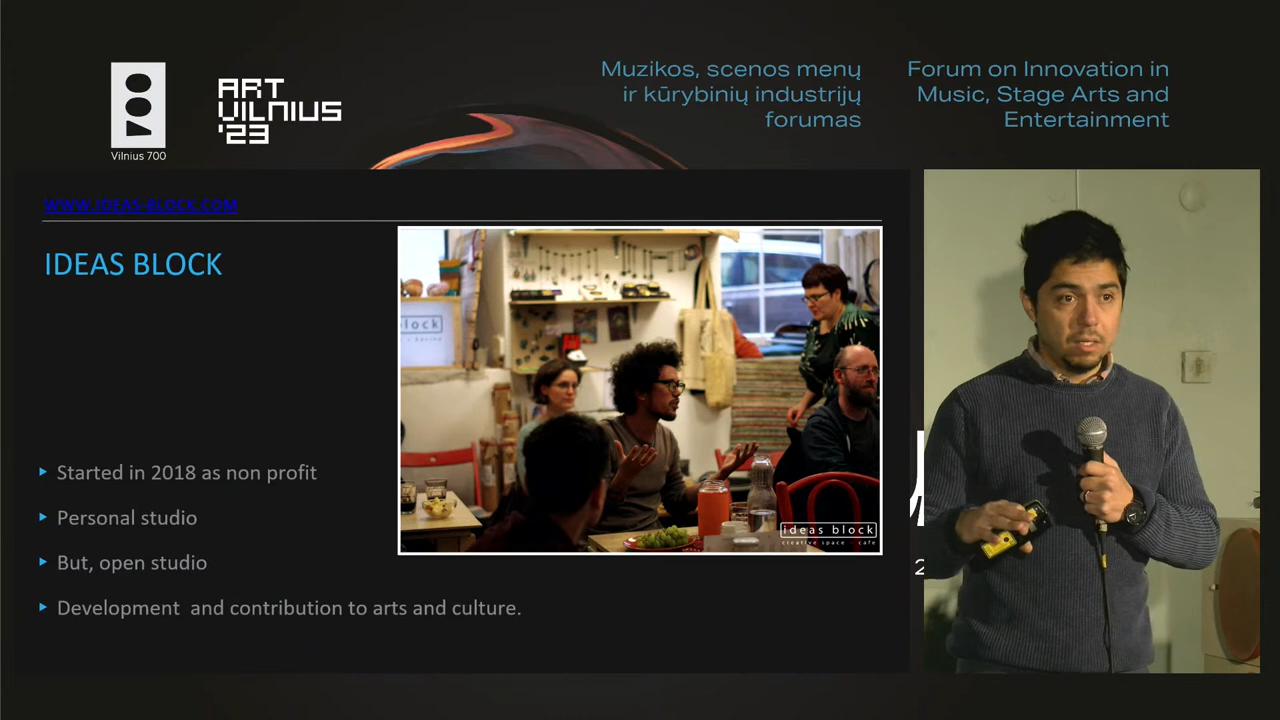 Vilnius 700
ART
VILNIUS
'23
Muzikos, scenos menų
ir kūrybinių industrijų
forumas
Forum on Innovation in
Music, Stage Arts and
Entertainment
WWW.IDEAS-BLOCK.COM
IDEAS BLOCK
block
ideas block
creative space - cafe
Started in 2018 as non profit
Personal studio
But, open studio
Development and contribution to arts and culture.
2